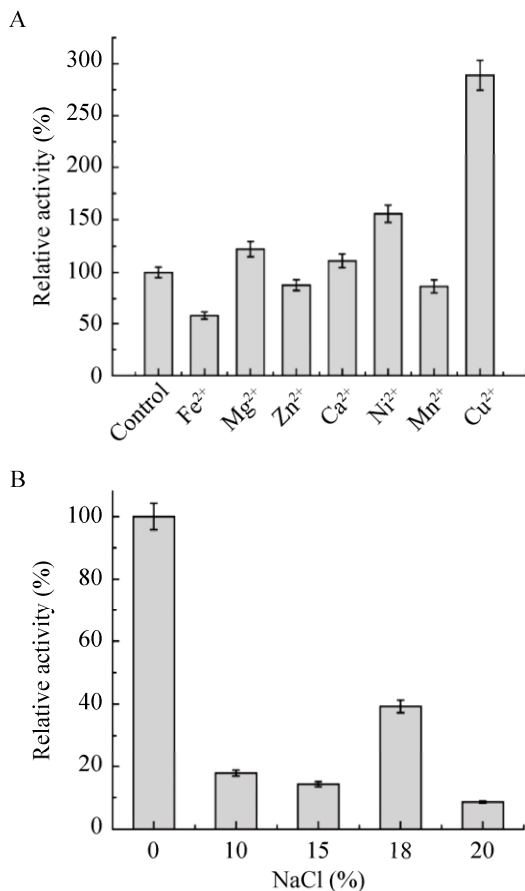 A
Relative activity (%)
300
250
200
150
100
50
0
Control Fe²⁺ Mg²⁺ Zn²⁺ Ca²⁺ Ni²⁺ Mn²⁺ Cu²⁺
B
Relative activity (%)
100
80
60
40
20
0
0 10 15 18 20
NaCl (%)